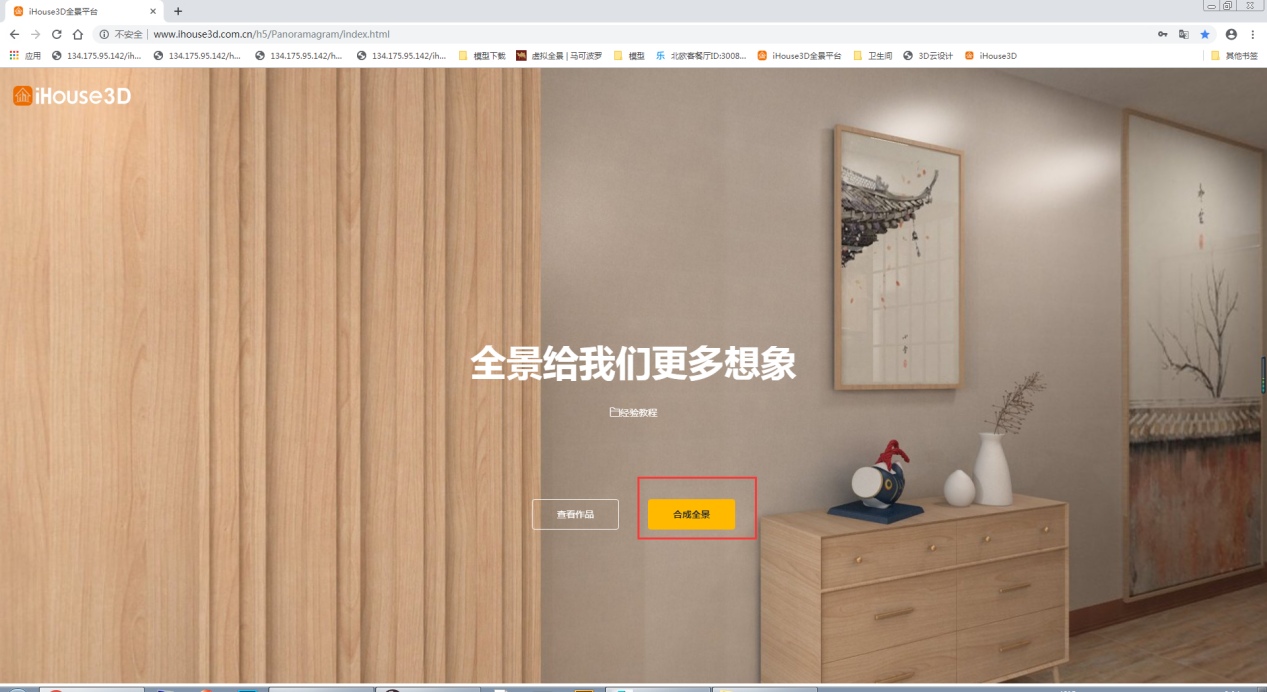 iHouse3D全景平台
不安全 www.ihouse3d.com.cn/h5/Panoramagram/index.html
应用 134.175.95.142/ih... 134.175.95.142/h... 134.175.95.142/h... 134.175.95.142/ih... 模型下载 虚拟全景 | 马可波罗 模型 乐 北欧客餐厅ID:3008... iHouse3D全景平台 卫生间 3D云设计 iHouse3D 其他书签
iHouse3D
全景给我们更多想象
经验教程
查看作品 合成全景